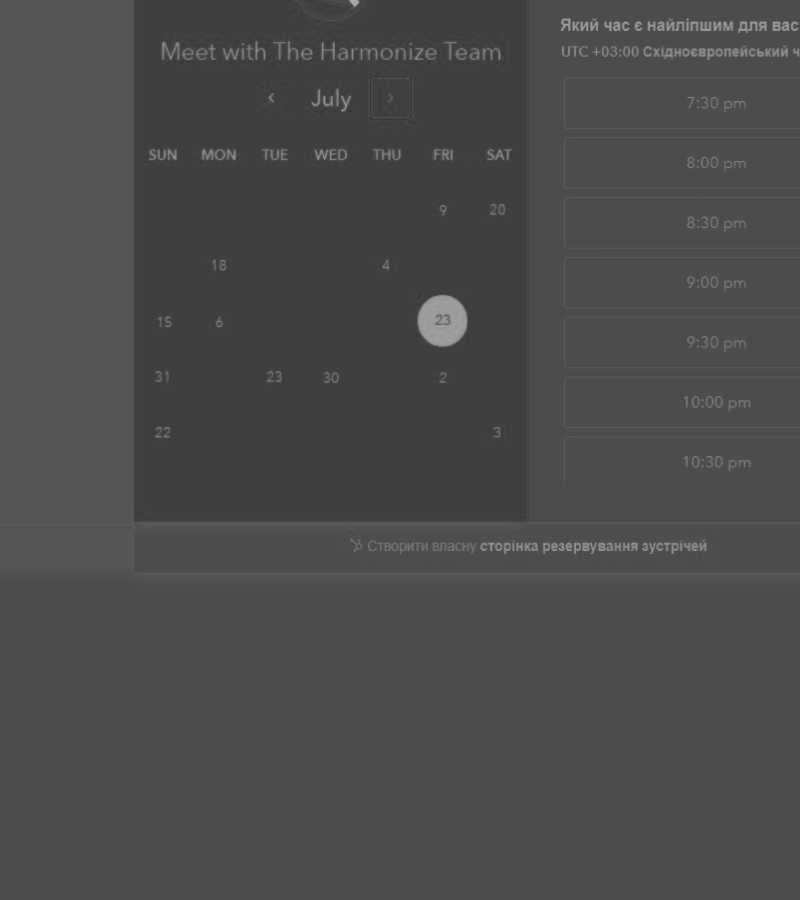 Meet with The Harmonize Team
‹ July ›
SUN MON TUE WED THU FRI SAT
9 20
18 4
15 6 23
31 23 30 2
22 3
Який час є найліпшим для вас
UTC +03:00 Східноєвропейський ч
7:30 pm
8:00 pm
8:30 pm
9:00 pm
9:30 pm
10:00 pm
10:30 pm
Створити власну сторінка резервування зустрічей